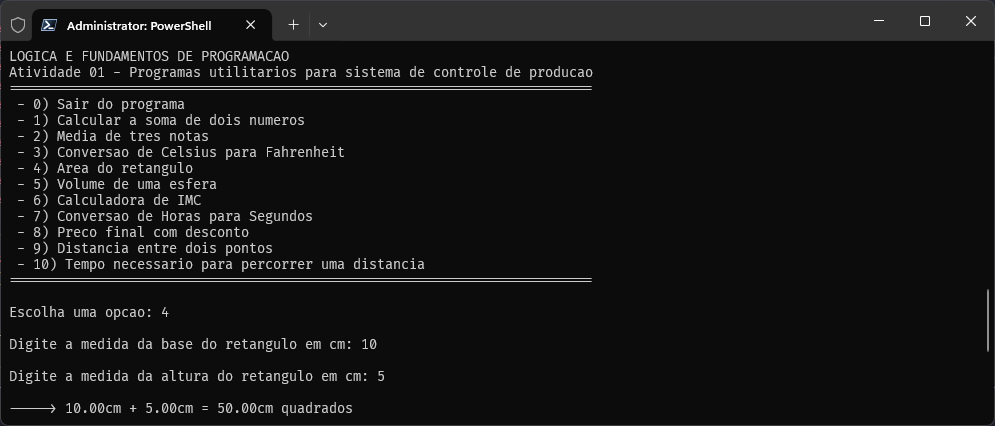 Administrator: PowerShell
LOGICA E FUNDAMENTOS DE PROGRAMACAO
Atividade 01 - Programas utilitarios para sistema de controle de producao
=========================================================================
- 0) Sair do programa
- 1) Calcular a soma de dois numeros
- 2) Media de tres notas
- 3) Conversao de Celsius para Fahrenheit
- 4) Area do retangulo
- 5) Volume de uma esfera
- 6) Calculadora de IMC
- 7) Conversao de Horas para Segundos
- 8) Preco final com desconto
- 9) Distancia entre dois pontos
- 10) Tempo necessario para percorrer uma distancia
=========================================================================
Escolha uma opcao: 4
Digite a medida da base do retangulo em cm: 10
Digite a medida da altura do retangulo em cm: 5
-----> 10.00cm + 5.00cm = 50.00cm quadrados